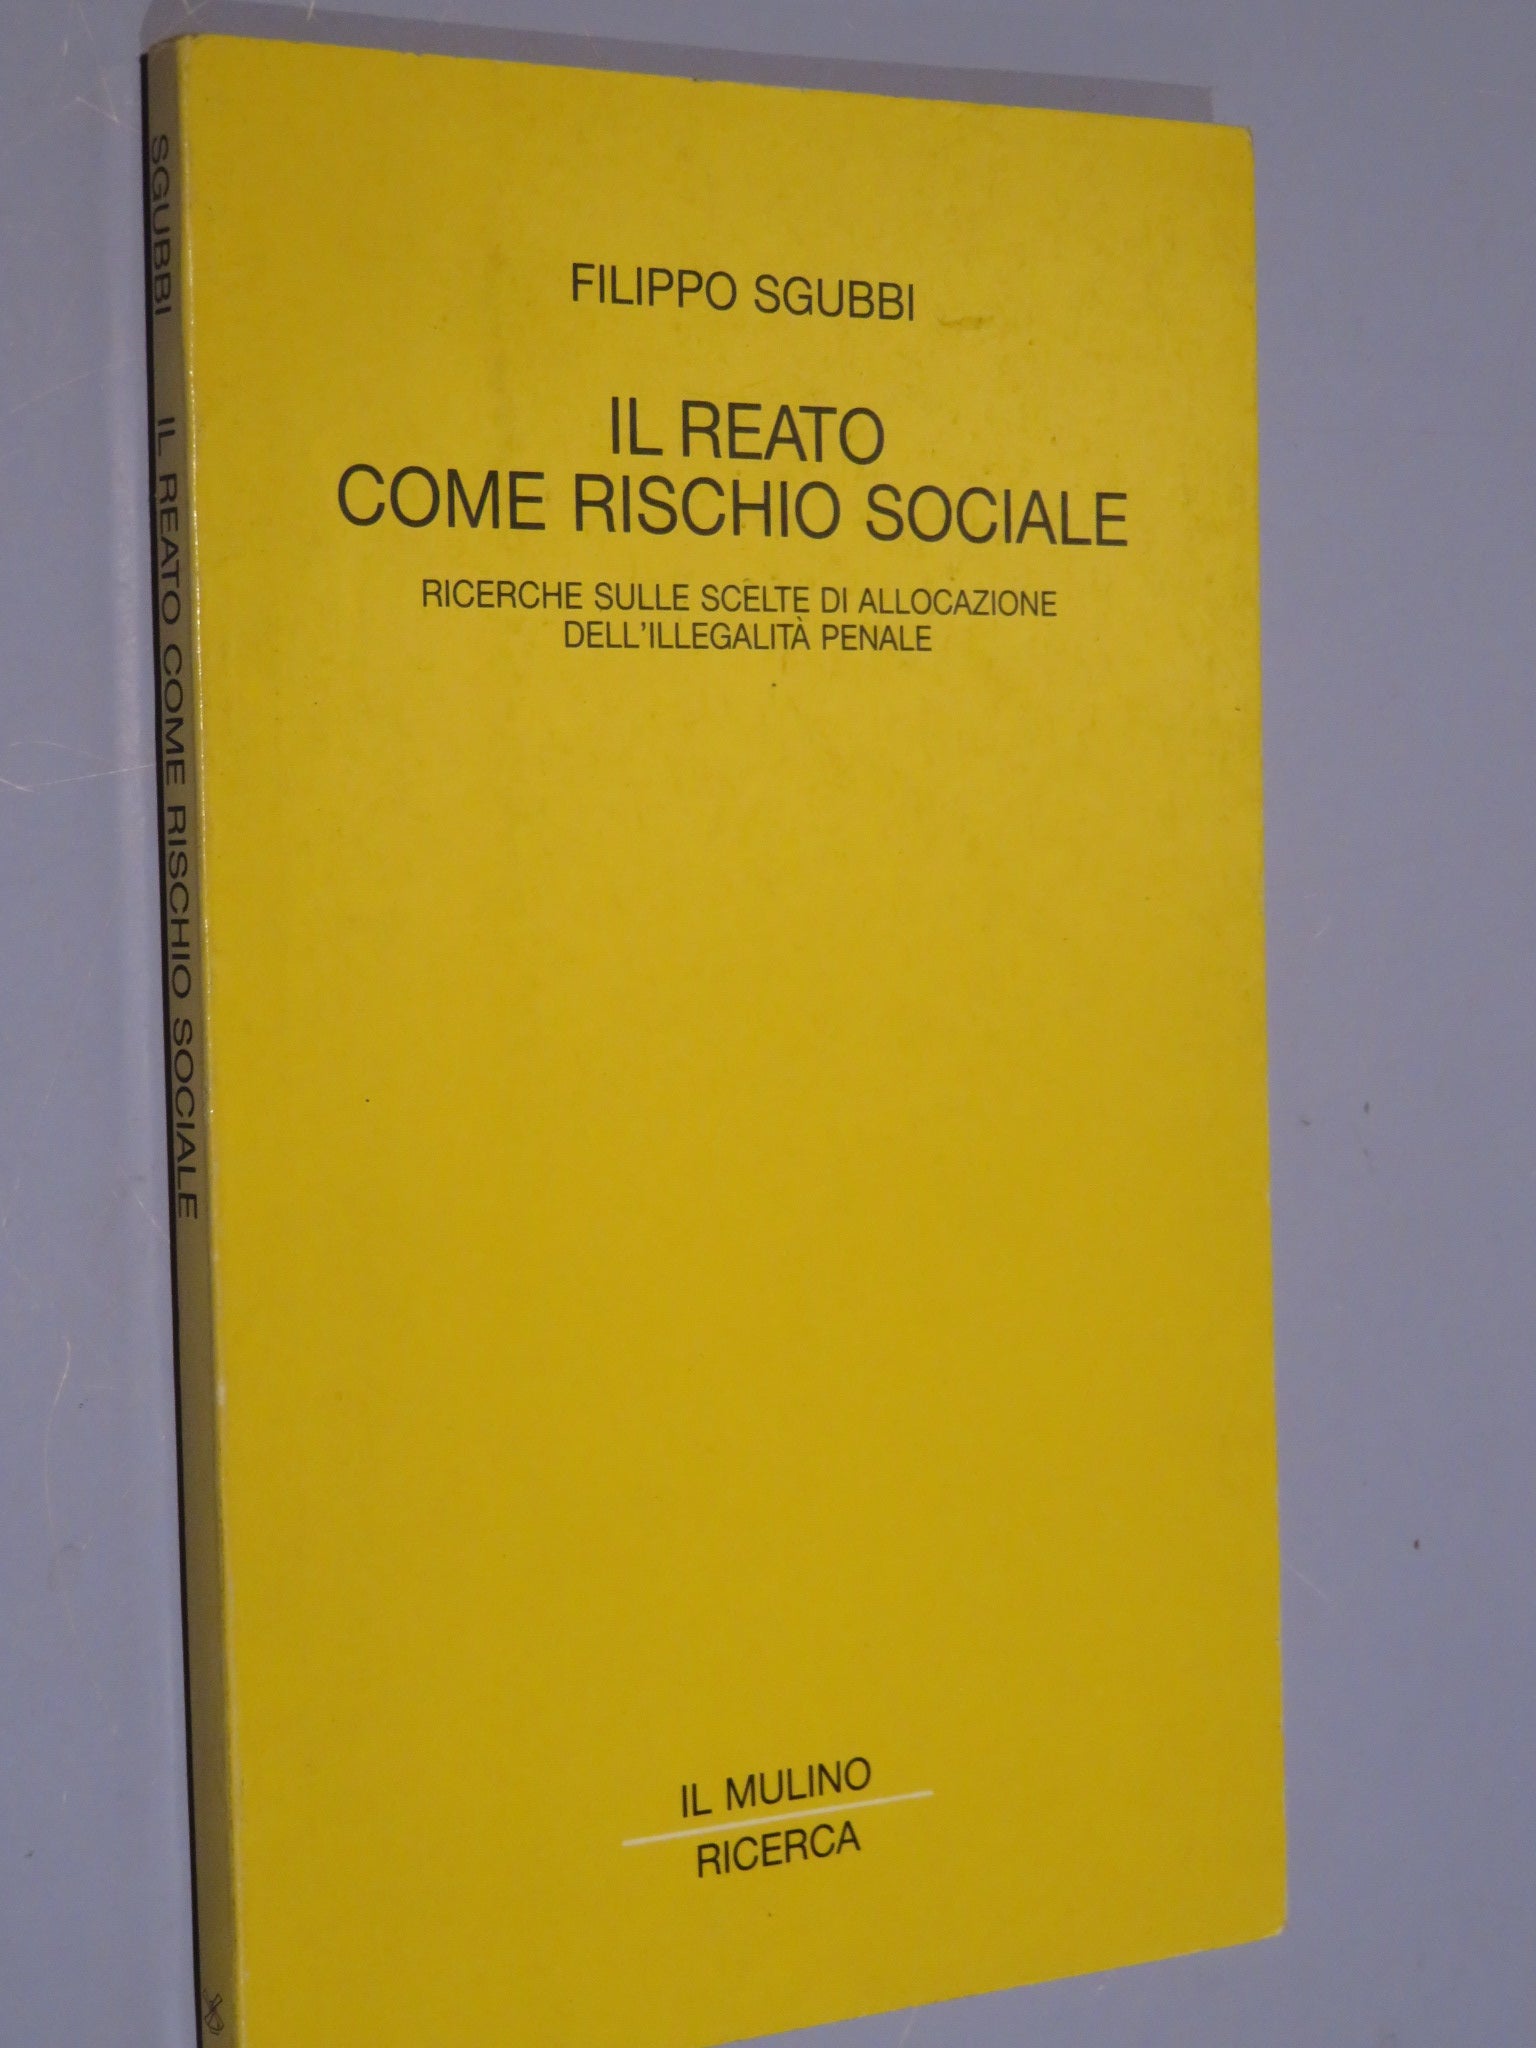 SGUBBI IL REATO COME RISCHIO SOCIALE
FILIPPO SGUBBI
IL REATO
COME RISCHIO SOCIALE
RICERCHE SULLE SCELTE DI ALLOCAZIONE
DELL'ILLEGALITÀ PENALE
IL MULINO
RICERCA